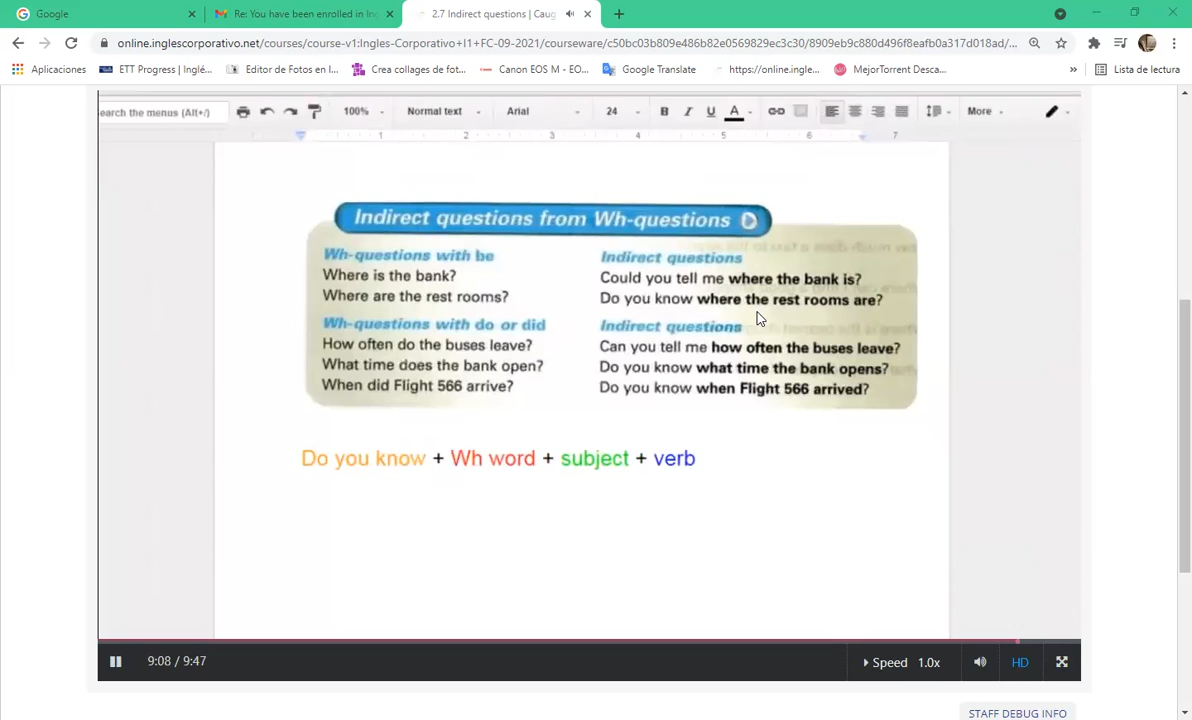 Google
Re: You have been enrolled in In
2.7 Indirect questions | Caug
online.inglescorporativo.net/courses/course-v1:Ingles-Corporativo+I1+FC-09-2021/courseware/c50bc03b809e486b82e0569829ec3c30/8909eb9c880d496f8eafb0a317d018ad/...
Aplicaciones
ETT Progress | Inglé...
Editor de Fotos en l...
Crea collages de fot...
Canon EOS M - EO...
Google Translate
https://online.ingle...
MejorTorrent Desca...
»
Lista de lectura
earch the menus (Alt+/)
100%
Normal text
Arial
24
B I U A
More
1 2 3 4 5 6 7
Indirect questions from Wh-questions
Wh-questions with be
Where is the bank?
Where are the rest rooms?
Wh-questions with do or did
How often do the buses leave?
What time does the bank open?
When did Flight 566 arrive?
Indirect questions
Could you tell me where the bank is?
Do you know where the rest rooms are?
Indirect questions
Can you tell me how often the buses leave?
Do you know what time the bank opens?
Do you know when Flight 566 arrived?
Do you know + Wh word + subject + verb
9:08 / 9:47
Speed 1.0x
HD
STAFF DEBUG INFO